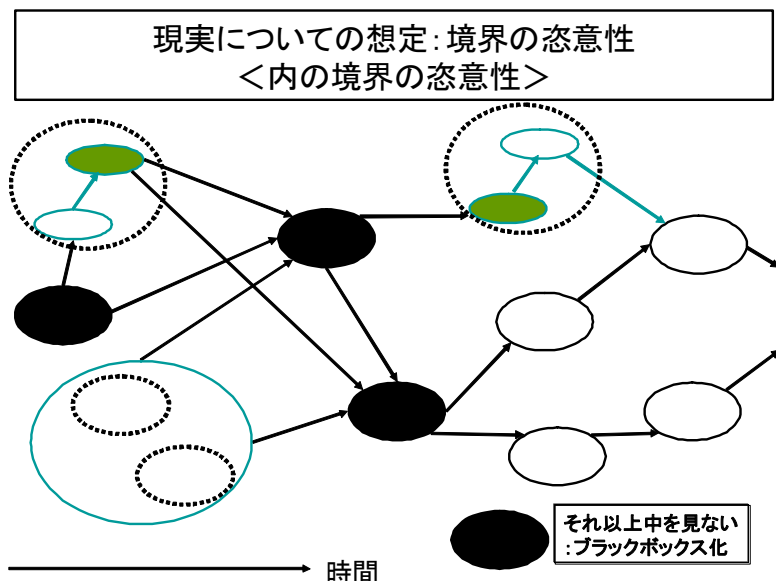 現実についての想定：境界の恣意性
＜内の境界の恣意性＞
それ以上中を見ない
：ブラックボックス化
時間